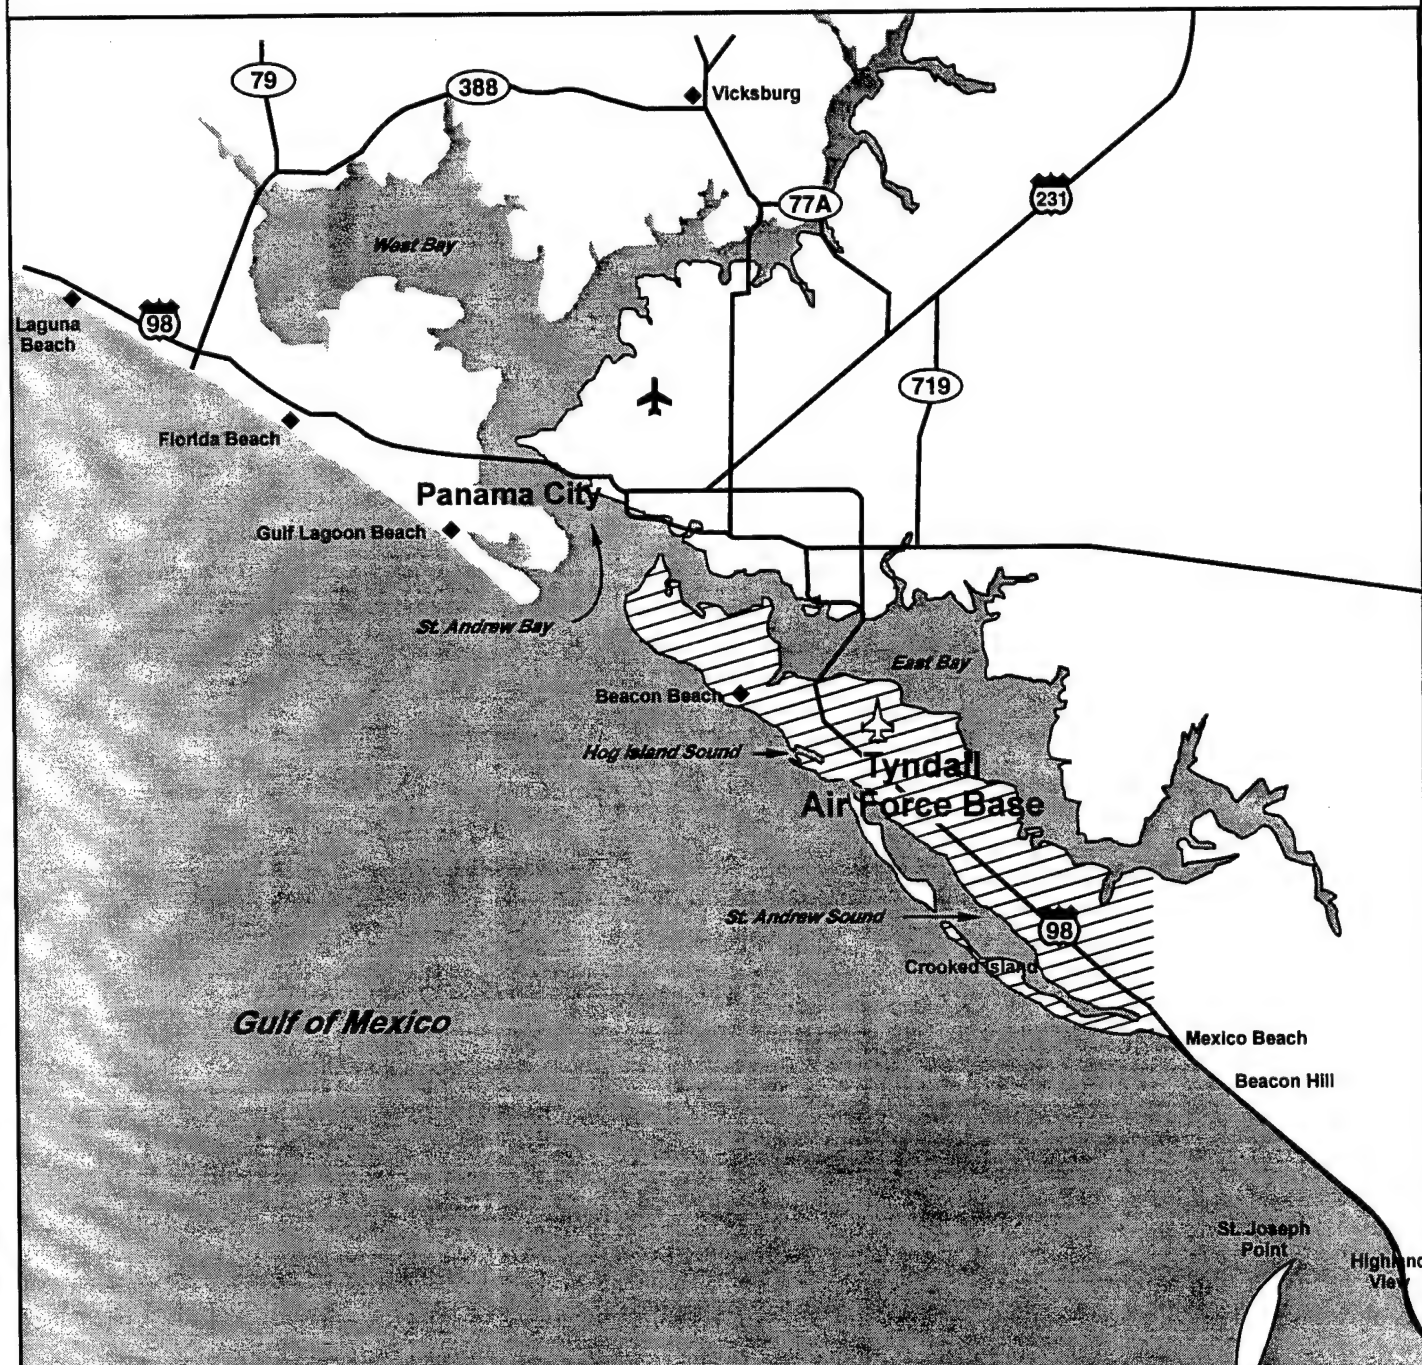 79
388
Vicksburg
77A
231
West Bay
Laguna
Beach
98
719
Florida Beach
Panama City
Gulf Lagoon Beach
St. Andrew Bay
East Bay
Beacon Beach
Hog Island Sound
Tyndall
Air Force Base
St. Andrew Sound
98
Crooked Island
Gulf of Mexico
Mexico Beach
Beacon Hill
St. Joseph
Point
Highland
View